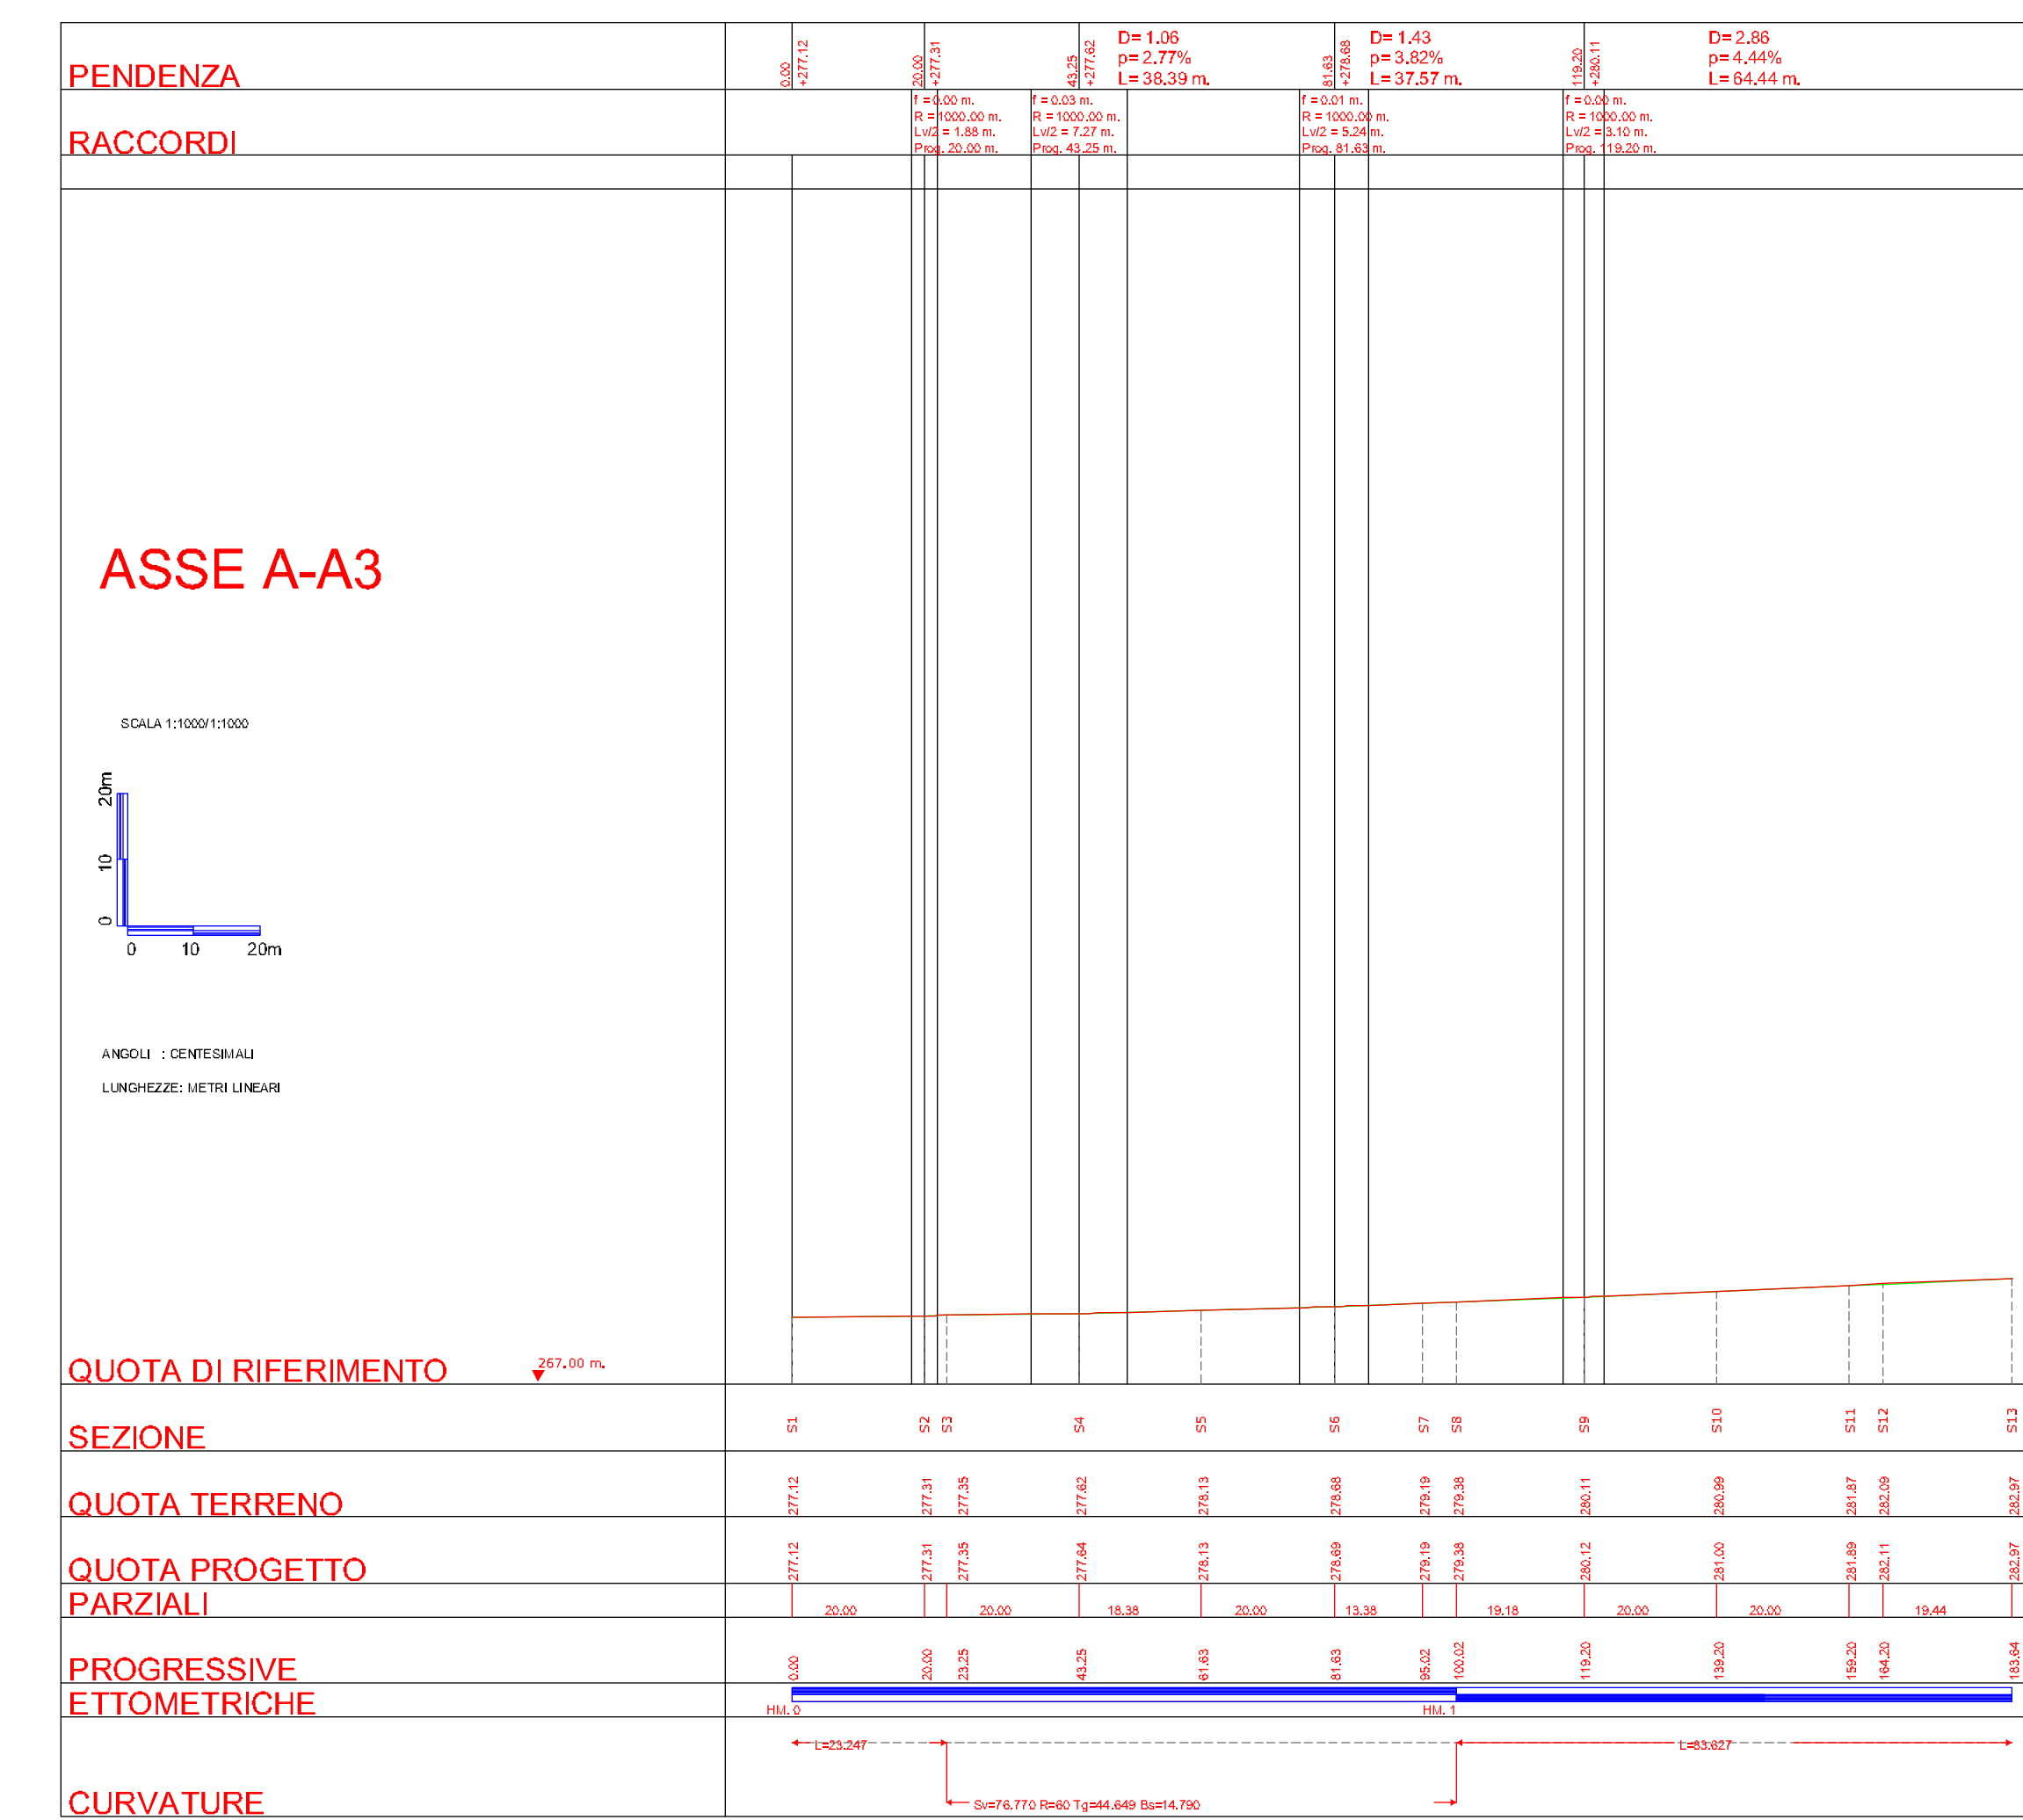 PENDENZA
0.00
+277.12
20.00
+277.31
43.25
+277.62
D= 1.06
p= 2.77%
L= 38.39 m.
81.63
+278.68
D= 1.43
p= 3.82%
L= 37.57 m.
119.20
+280.11
D= 2.86
p= 4.44%
L= 64.44 m.
RACCORDI
f = 0.00 m.
R = 1000.00 m.
Lv/2 = 1.88 m.
Prog. 20.00 m.
f = 0.03 m.
R = 1000.00 m.
Lv/2 = 7.27 m.
Prog. 43.25 m.
f = 0.01 m.
R = 1000.00 m.
Lv/2 = 5.24 m.
Prog. 81.63 m.
f = 0.00 m.
R = 1000.00 m.
Lv/2 = 3.10 m.
Prog. 119.20 m.
ASSE A-A3
SCALA 1:1000/1:1000
20m
10
0
0 10 20m
ANGOLI : CENTESIMALI
LUNGHEZZE: METRI LINEARI
QUOTA DI RIFERIMENTO 267.00 m.
SEZIONE S1 S2 S3 S4 S5 S6 S7 S8 S9 S10 S11 S12 S13
QUOTA TERRENO 277.12 277.31 277.35 277.62 278.13 278.68 279.19 279.38 280.11 280.99 281.87 282.09 282.97
QUOTA PROGETTO 277.12 277.31 277.35 277.64 278.13 278.69 279.19 279.38 280.12 281.00 281.89 282.11 282.97
PARZIALI 20.00 20.00 18.38 20.00 13.38 19.18 20.00 20.00 19.44
PROGRESSIVE 0.00 20.00 23.25 43.25 61.63 81.63 95.02 100.02 119.20 139.20 159.20 164.20 183.64
ETTOMETRICHE
HM. 0 HM. 1
L=23.247 L=83.627
CURVATURE
Sv=76.770 R=60 Tg=44.649 Bs=14.790